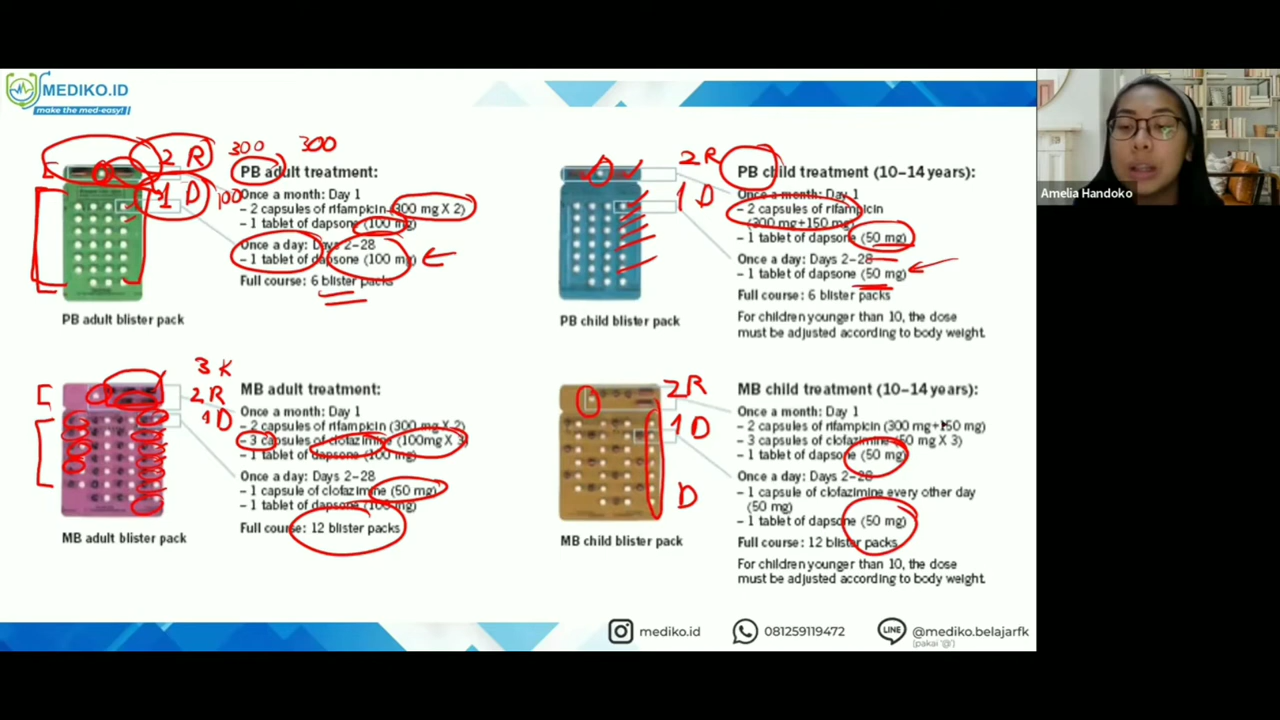 MEDIKO.ID
make the med-easy!
2 R
300
300
1 D
100
PB adult treatment:
Once a month: Day 1
- 2 capsules of rifampicin (300 mg X 2)
- 1 tablet of dapsone (100 mg)
Once a day: Days 2-28
- 1 tablet of dapsone (100 mg)
Full course: 6 blister packs
PB adult blister pack
2R
1 D
PB child treatment (10-14 years):
Once a month: Day 1
- 2 capsules of rifampicin
(300 mg+150 mg)
- 1 tablet of dapsone (50 mg)
Once a day: Days 2-28
- 1 tablet of dapsone (50 mg)
Full course: 6 blister packs
For children younger than 10, the dose
must be adjusted according to body weight.
PB child blister pack
3 K
2 R
1 D
MB adult treatment:
Once a month: Day 1
- 2 capsules of rifampicin (300 mg X 2)
- 3 capsules of clofazimine (100mg X 3)
- 1 tablet of dapsone (100 mg)
Once a day: Days 2-28
- 1 capsule of clofazimine (50 mg)
- 1 tablet of dapsone (100 mg)
Full course: 12 blister packs
MB adult blister pack
2R
1 D
D
MB child treatment (10-14 years):
Once a month: Day 1
- 2 capsules of rifampicin (300 mg+150 mg)
- 3 capsules of clofazimine (50 mg X 3)
- 1 tablet of dapsone (50 mg)
Once a day: Days 2-28
- 1 capsule of clofazimine every other day
(50 mg)
- 1 tablet of dapsone (50 mg)
Full course: 12 blister packs
For children younger than 10, the dose
must be adjusted according to body weight.
MB child blister pack
mediko.id
081259119472
LINE
@mediko.belajarfk
(pakai '@')
Amelia Handoko